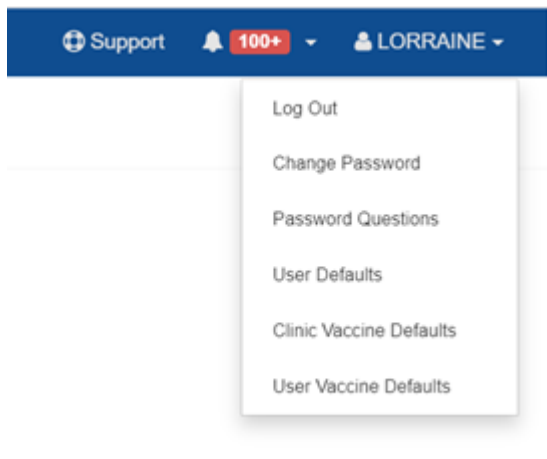 Support 100+ LORRAINE
Log Out
Change Password
Password Questions
User Defaults
Clinic Vaccine Defaults
User Vaccine Defaults